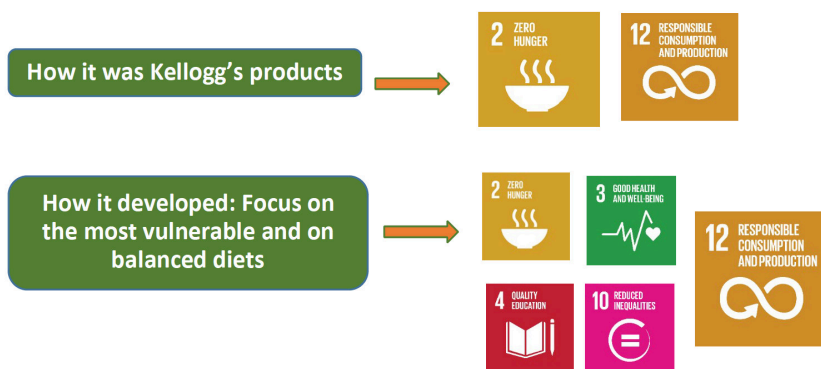 How it was Kellogg's products
2 ZERO
HUNGER
12 RESPONSIBLE
CONSUMPTION
AND PRODUCTION
How it developed: Focus on
the most vulnerable and on
balanced diets
2 ZERO
HUNGER
3 GOOD HEALTH
AND WELL-BEING
12 RESPONSIBLE
CONSUMPTION
AND PRODUCTION
4 QUALITY
EDUCATION
10 REDUCED
INEQUALITIES